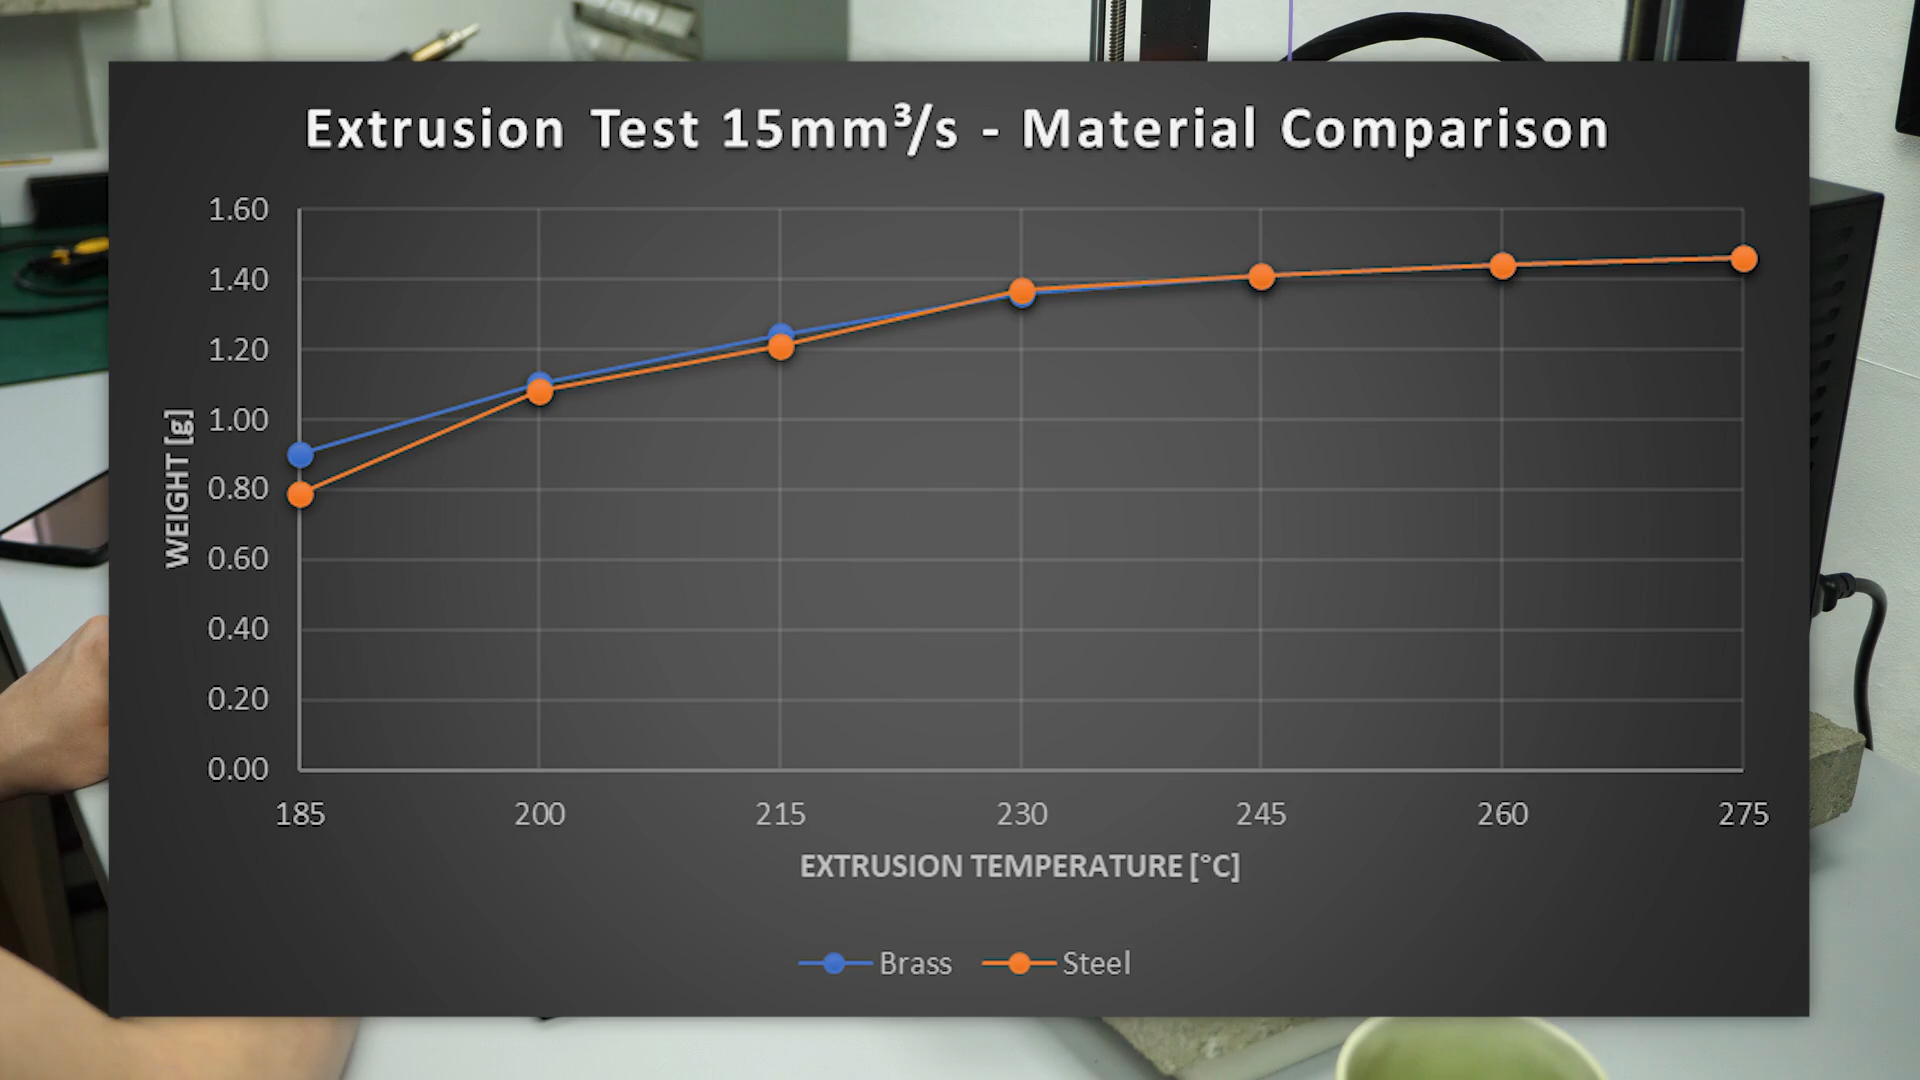 Extrusion Test 15mm³/s - Material Comparison
1.60
1.40
1.20
1.00
0.80
0.60
0.40
0.20
0.00
WEIGHT [g]
185 200 215 230 245 260 275
EXTRUSION TEMPERATURE [°C]
Brass Steel